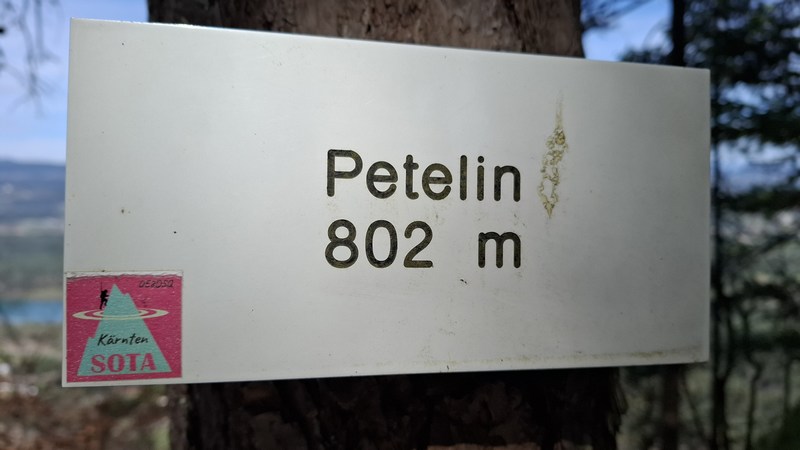 Petelin
802 m
Kärnten
SOTA